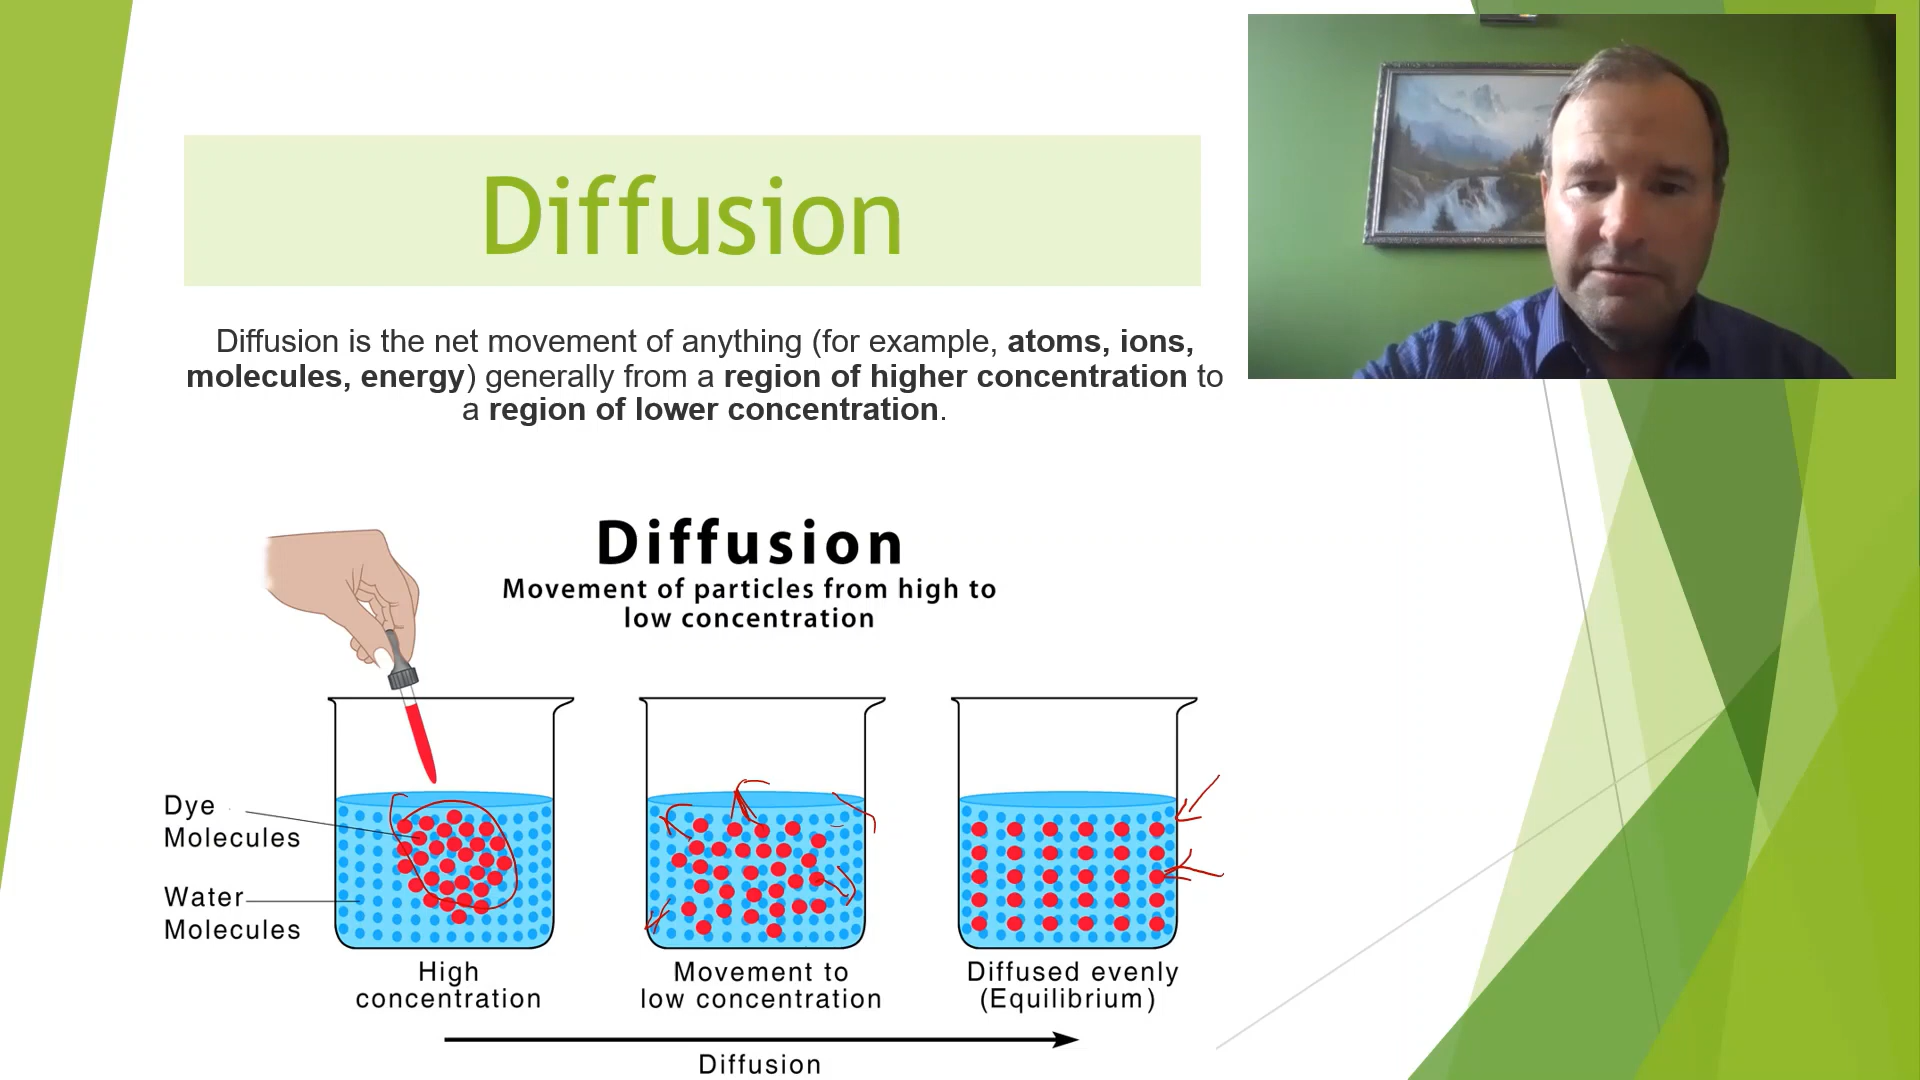 Diffusion
Diffusion is the net movement of anything (for example, atoms, ions,
molecules, energy) generally from a region of higher concentration to
a region of lower concentration.
Diffusion
Movement of particles from high to
low concentration
Dye
Molecules
Water
Molecules
High
concentration
Movement to
low concentration
Diffused evenly
(Equilibrium)
Diffusion